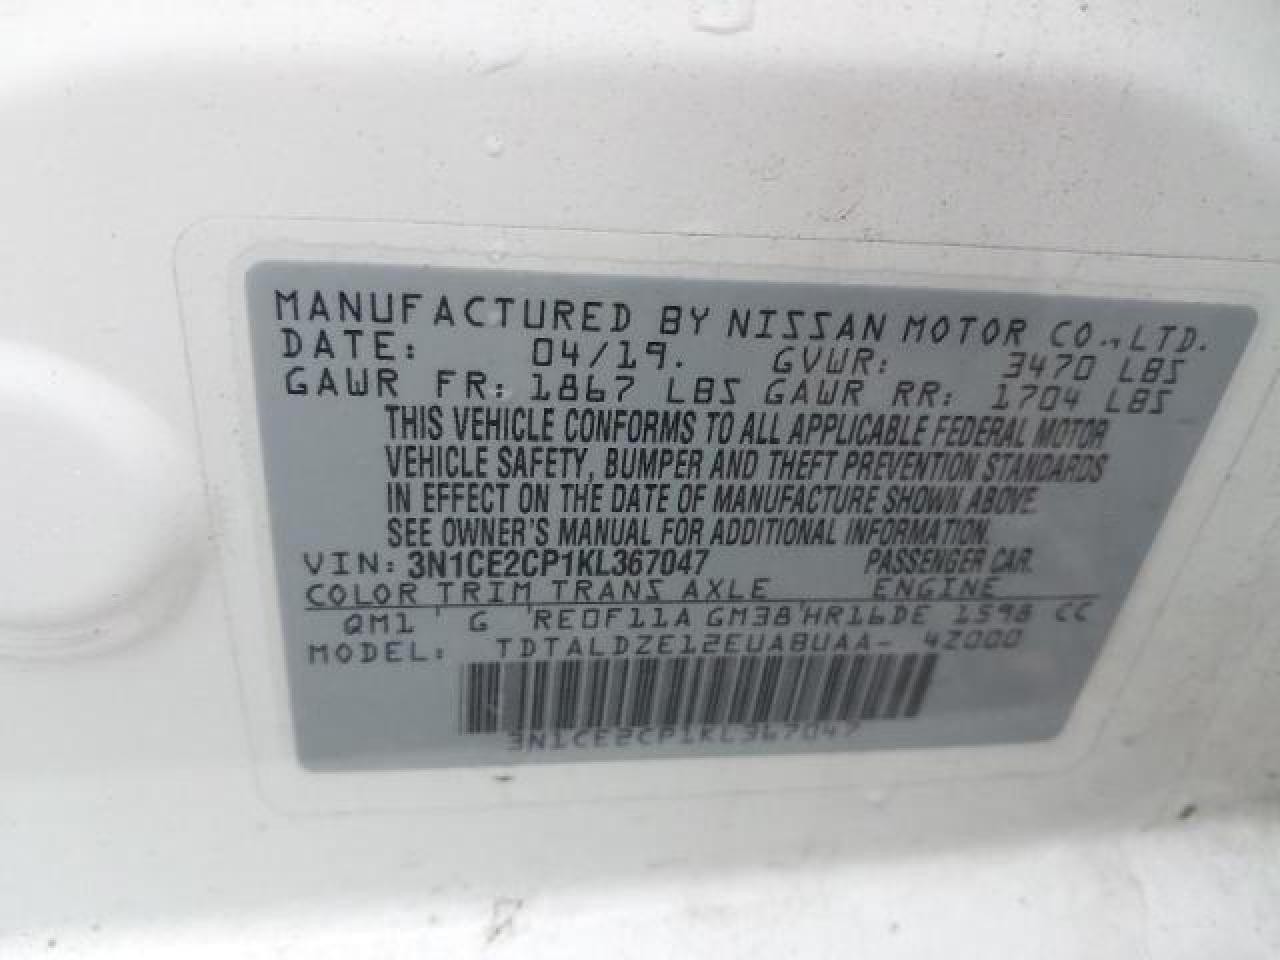 MANUFACTURED BY NISSAN MOTOR CO., LTD.
DATE: 04/19. GVWR: 3470 LBS
GAWR FR: 1867 LBS GAWR RR: 1704 LBS
THIS VEHICLE CONFORMS TO ALL APPLICABLE FEDERAL MOTOR
VEHICLE SAFETY, BUMPER AND THEFT PREVENTION STANDARDS
IN EFFECT ON THE DATE OF MANUFACTURE SHOWN ABOVE.
SEE OWNER'S MANUAL FOR ADDITIONAL INFORMATION.
VIN: 3N1CE2CP1KL367047 PASSENGER CAR.
COLOR TRIM TRANS AXLE ENGINE
QM1 G RE0F11A GM38 HR16DE 1598 CC
MODEL: TDTALDZE12EUA8UAA- 4Z000
3N1CE2CP1KL367047